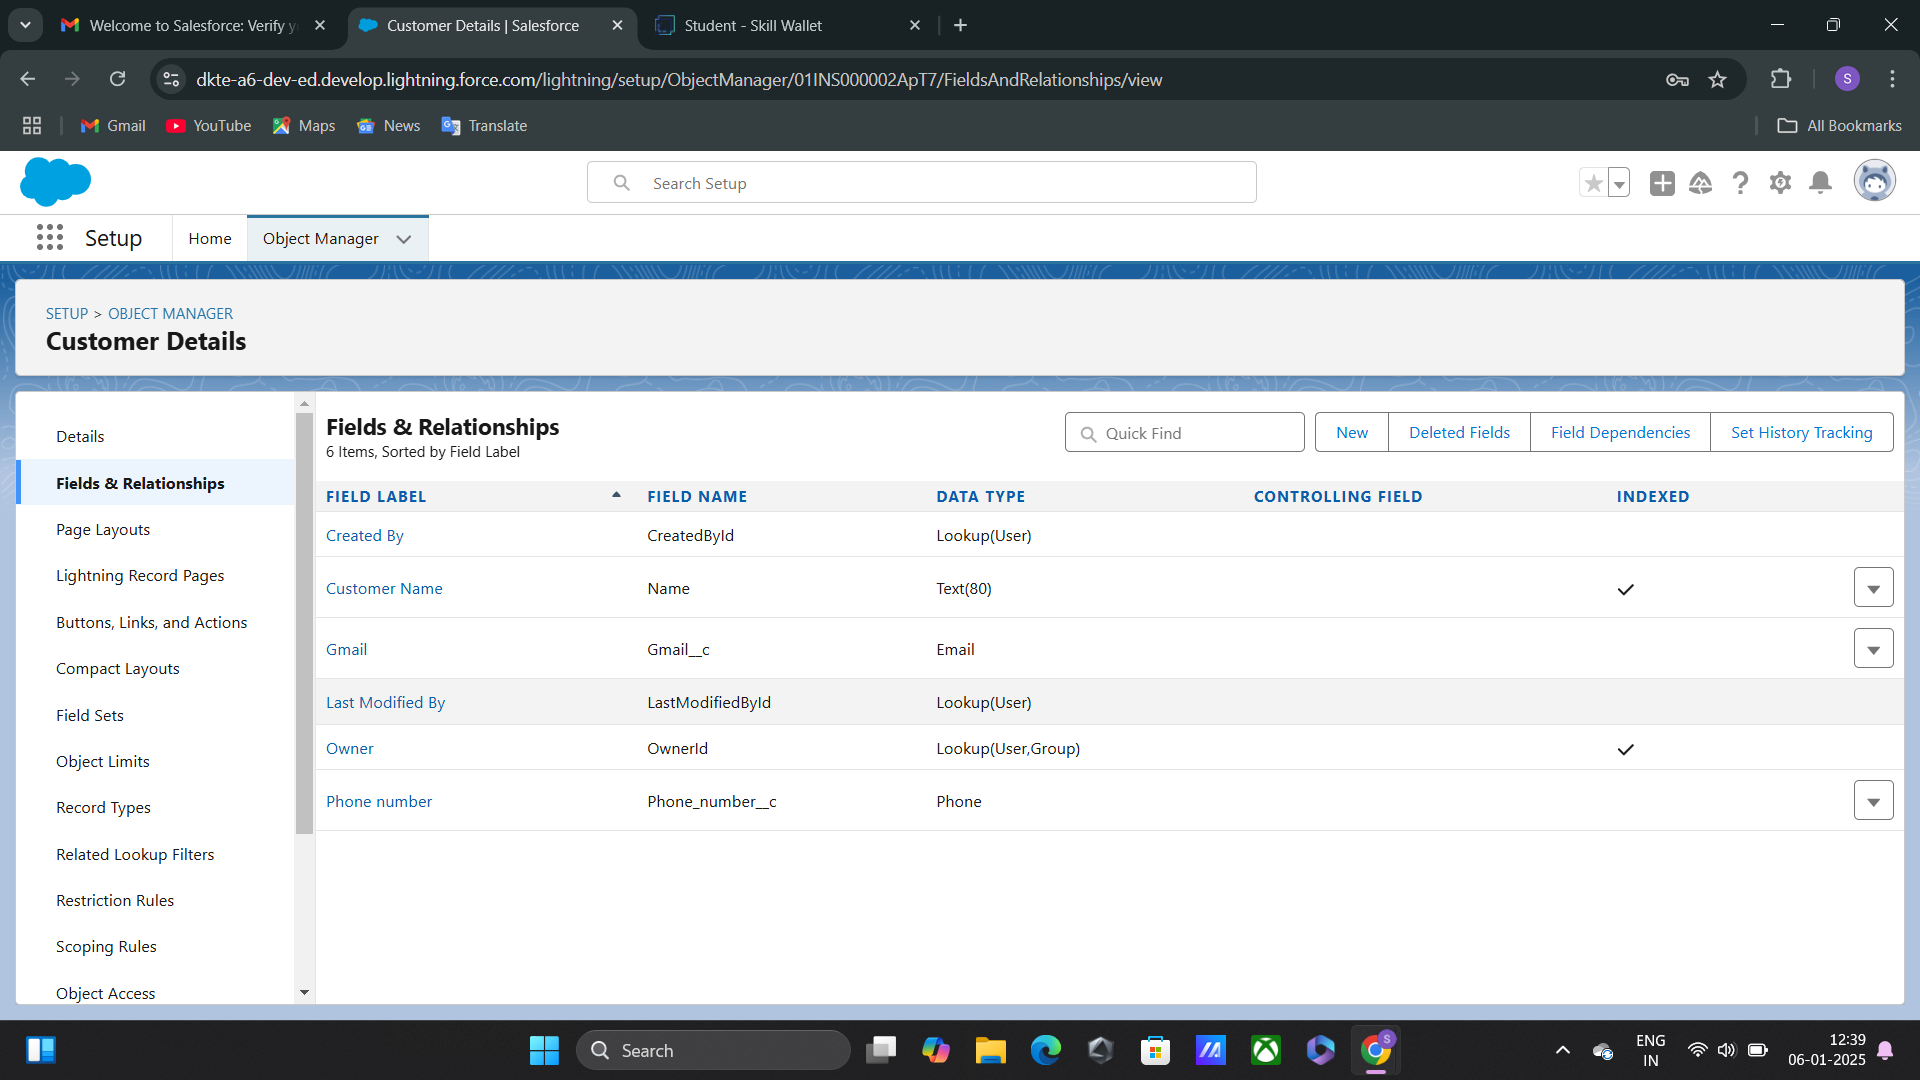 Welcome to Salesforce: Verify y
Customer Details | Salesforce
Student - Skill Wallet
dkte-a6-dev-ed.develop.lightning.force.com/lightning/setup/ObjectManager/01INS000002ApT7/FieldsAndRelationships/view
S
Gmail
YouTube
Maps
News
Translate
All Bookmarks
Search Setup
Setup
Home
Object Manager
SETUP > OBJECT MANAGER
Customer Details
Details
Fields & Relationships
Page Layouts
Lightning Record Pages
Buttons, Links, and Actions
Compact Layouts
Field Sets
Object Limits
Record Types
Related Lookup Filters
Restriction Rules
Scoping Rules
Object Access
Fields & Relationships
6 Items, Sorted by Field Label
Quick Find
New
Deleted Fields
Field Dependencies
Set History Tracking
FIELD LABEL FIELD NAME DATA TYPE CONTROLLING FIELD INDEXED
Created By CreatedById Lookup(User)
Customer Name Name Text(80)
Gmail Gmail__c Email
Last Modified By LastModifiedById Lookup(User)
Owner OwnerId Lookup(User,Group)
Phone number Phone_number__c Phone
Search
S
ENG
IN
12:39
06-01-2025